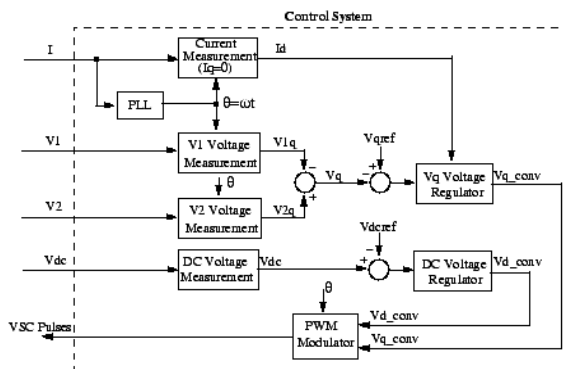 Control System
I
Current
Measurement
(Iq=0)
Id
PLL
θ=ωt
V1
V1 Voltage
Measurement
V1q
Vqref
-
-
+
Vq
-
+
Vq Voltage
Regulator
Vq_conv
θ
V2
V2 Voltage
Measurement
V2q
Vdcref
Vdc
DC Voltage
Measurement
Vdc
-
+
DC Voltage
Regulator
Vd_conv
θ
VSC Pulses
PWM
Modulator
Vd_conv
Vq_conv